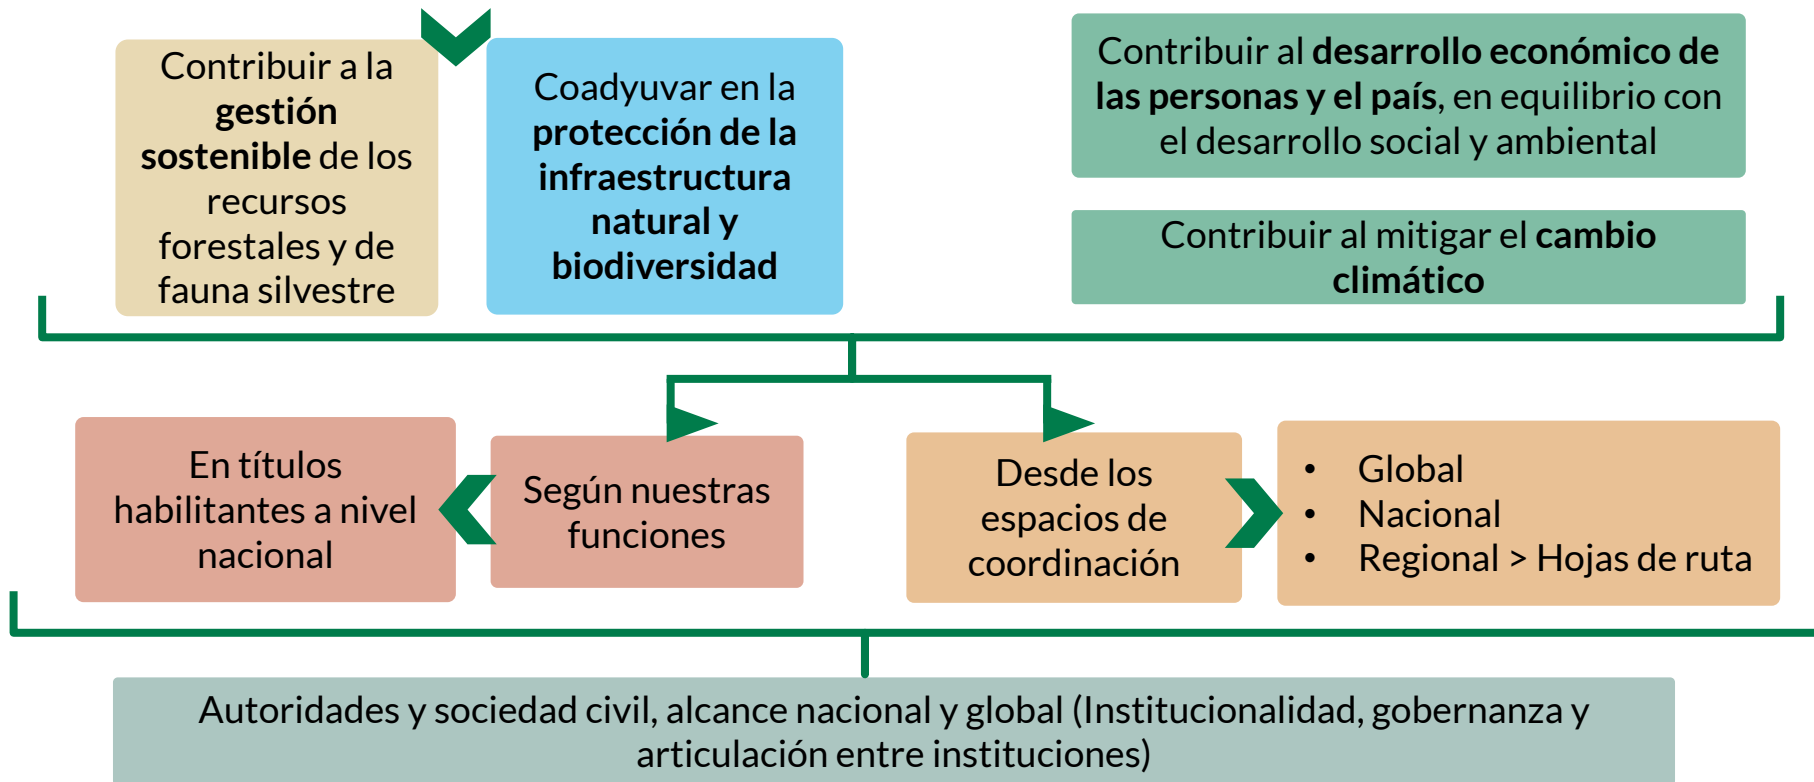 Contribuir a la
gestión
sostenible de los
recursos
forestales y de
fauna silvestre
Coadyuvar en la
protección de la
infraestructura
natural y
biodiversidad
Contribuir al desarrollo económico de
las personas y el país, en equilibrio con
el desarrollo social y ambiental
Contribuir al mitigar el cambio
climático
En títulos
habilitantes a nivel
nacional
Según nuestras
funciones
Desde los
espacios de
coordinación
• Global
• Nacional
• Regional > Hojas de ruta
Autoridades y sociedad civil, alcance nacional y global (Institucionalidad, gobernanza y
articulación entre instituciones)